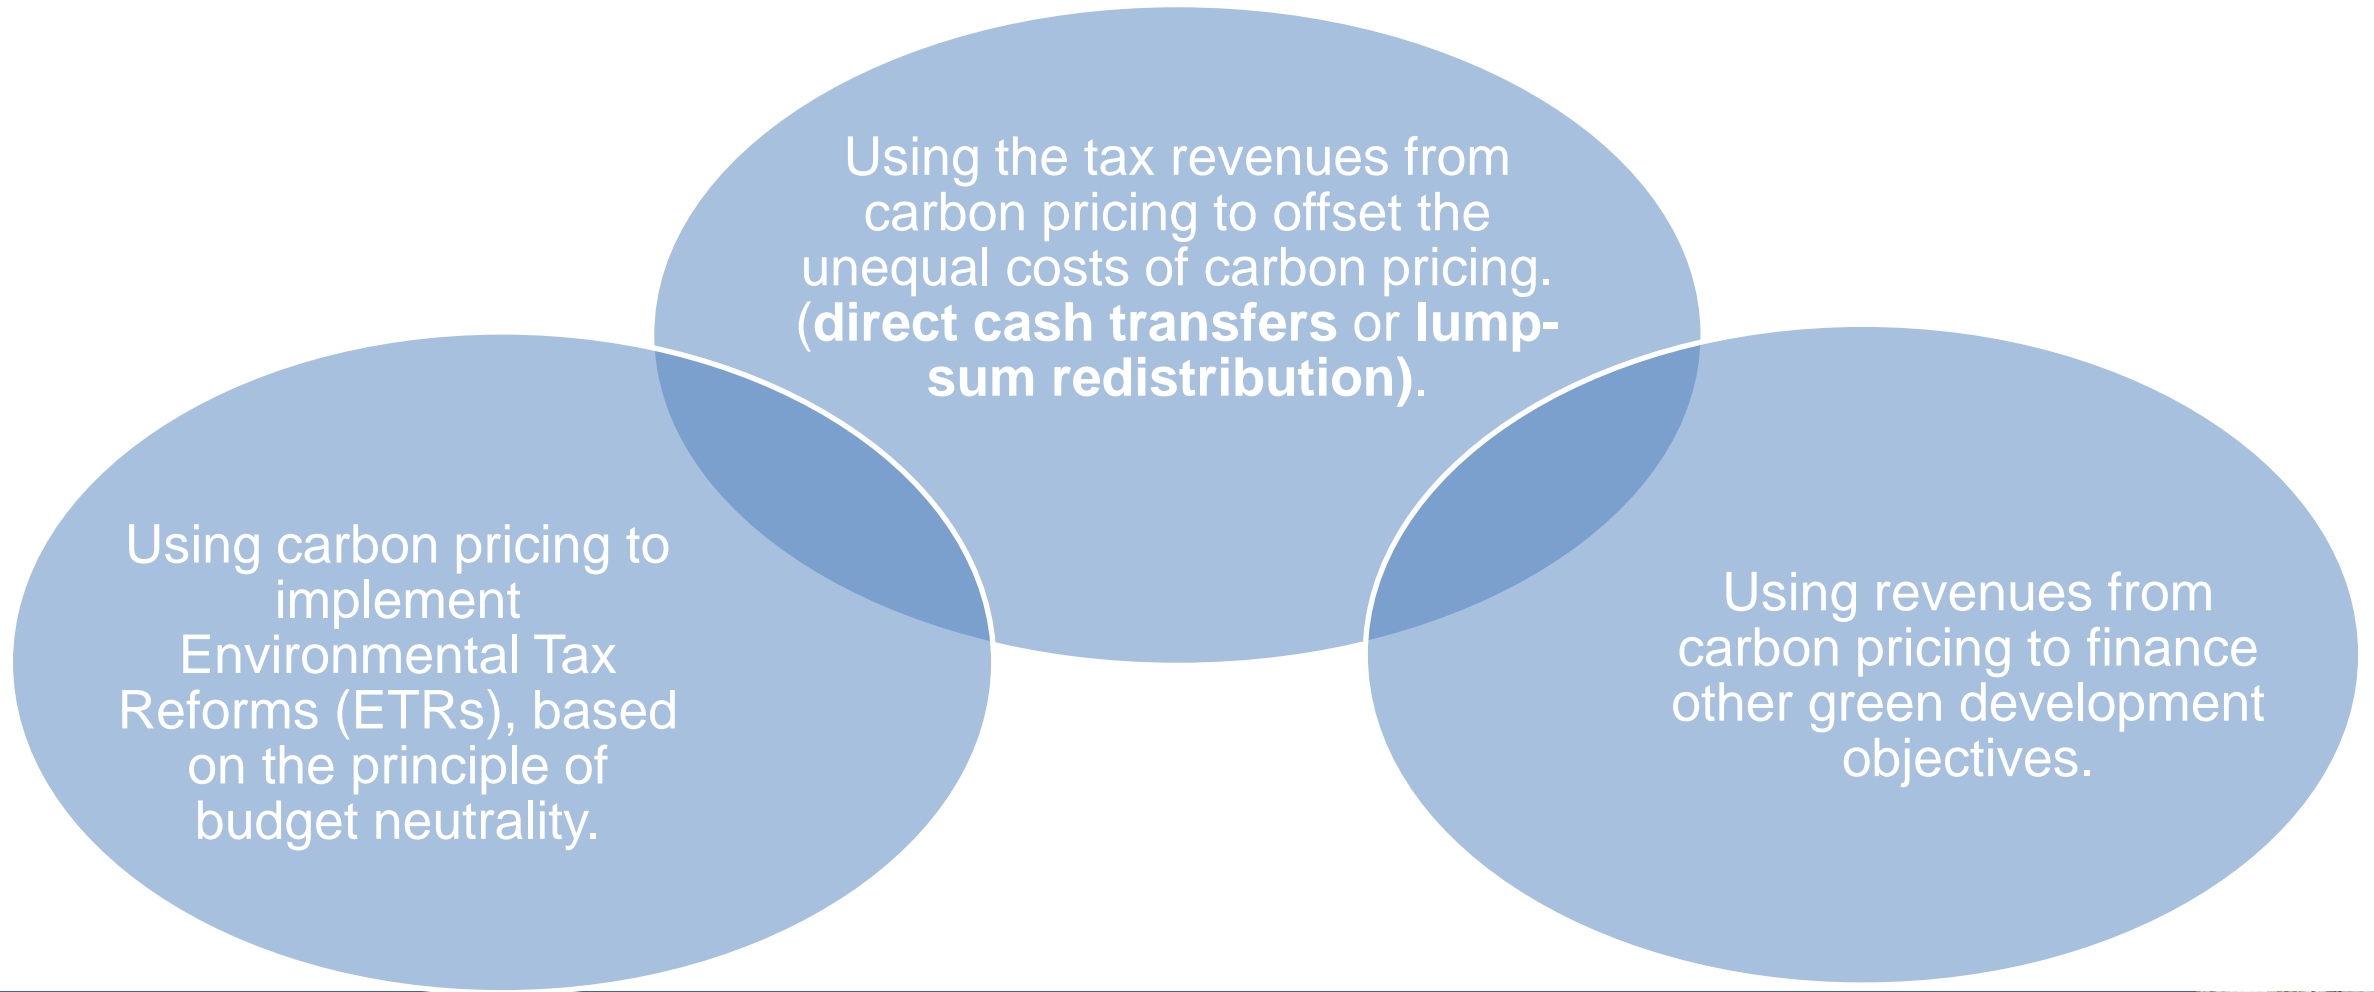 Using the tax revenues from
carbon pricing to offset the
unequal costs of carbon pricing.
(direct cash transfers or lump-
sum redistribution).
Using carbon pricing to
implement
Environmental Tax
Reforms (ETRs), based
on the principle of
budget neutrality.
Using revenues from
carbon pricing to finance
other green development
objectives.